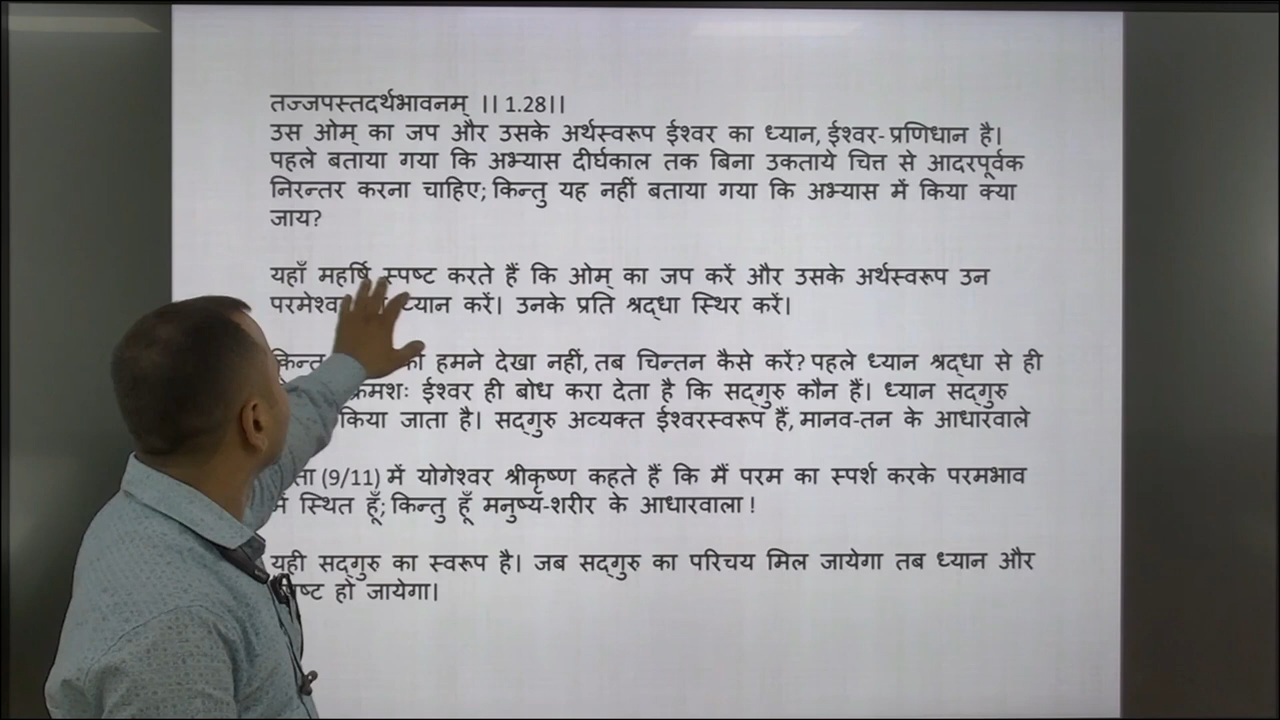 तज्जपस्तदर्थभावनम् ।। 1.28।।
उस ओम् का जप और उसके अर्थस्वरूप ईश्वर का ध्यान, ईश्वर- प्रणिधान है।
पहले बताया गया कि अभ्यास दीर्घकाल तक बिना उकताये चित्त से आदरपूर्वक
निरन्तर करना चाहिए; किन्तु यह नहीं बताया गया कि अभ्यास में किया क्या
जाय?
यहाँ महर्षि स्पष्ट करते हैं कि ओम् का जप करें और उसके अर्थस्वरूप उन
ध्यान करें। उनके प्रति श्रद्धा स्थिर करें।
हमने देखा नहीं, तब चिन्तन कैसे करें? पहले ध्यान श्रद्धा से ही
क्रमशः ईश्वर ही बोध करा देता है कि सद्गुरु कौन हैं। ध्यान सद्गुरु
किया जाता है। सद्गुरु अव्यक्त ईश्वरस्वरूप हैं, मानव-तन के आधारवाले
(9/11) में योगेश्वर श्रीकृष्ण कहते हैं कि मैं परम का स्पर्श करके परमभाव
में स्थित हूँ; किन्तु हूँ मनुष्य-शरीर के आधारवाला !
यही सद्गुरु का स्वरूप है। जब सद्गुरु का परिचय मिल जायेगा तब ध्यान और
हो जायेगा।